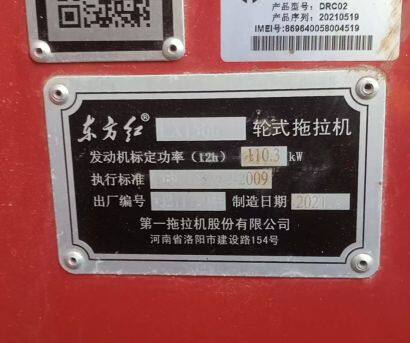 产品型号: DRC02
产品序列: 20210519
IMEI号:869640058004519
东方红 轮式拖拉机
发动机标定功率 (12h) 110.3 kW
执行标准 2009
出厂编号 制造日期 2021
第一拖拉机股份有限公司
河南省洛阳市建设路154号